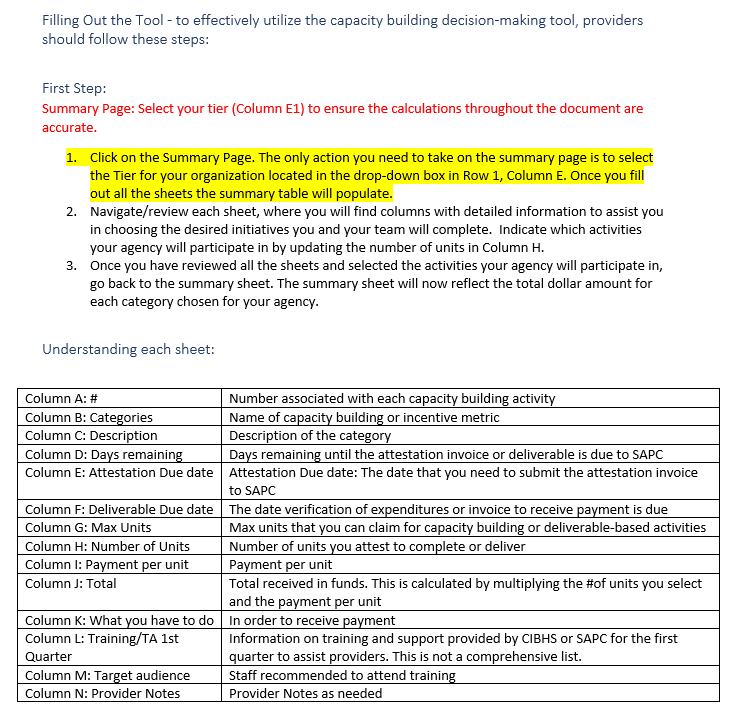 Filling Out the Tool - to effectively utilize the capacity building decision-making tool, providers
should follow these steps:
First Step:
Summary Page: Select your tier (Column E1) to ensure the calculations throughout the document are
accurate.
1. Click on the Summary Page. The only action you need to take on the summary page is to select
the Tier for your organization located in the drop-down box in Row 1, Column E. Once you fill
out all the sheets the summary table will populate.
2. Navigate/review each sheet, where you will find columns with detailed information to assist you
in choosing the desired initiatives you and your team will complete.  Indicate which activities
your agency will participate in by updating the number of units in Column H.
3. Once you have reviewed all the sheets and selected the activities your agency will participate in,
go back to the summary sheet. The summary sheet will now reflect the total dollar amount for
each category chosen for your agency.
Understanding each sheet:
Column A: # Number associated with each capacity building activity
Column B: Categories Name of capacity building or incentive metric
Column C: Description Description of the category
Column D: Days remaining Days remaining until the attestation invoice or deliverable is due to SAPC
Column E: Attestation Due date Attestation Due date: The date that you need to submit the attestation invoice
to SAPC
Column F: Deliverable Due date The date verification of expenditures or invoice to receive payment is due
Column G: Max Units Max units that you can claim for capacity building or deliverable-based activities
Column H: Number of Units Number of units you attest to complete or deliver
Column I: Payment per unit Payment per unit
Column J: Total Total received in funds. This is calculated by multiplying the #of units you select
and the payment per unit
Column K: What you have to do In order to receive payment
Column L: Training/TA 1st Information on training and support provided by CIBHS or SAPC for the first
Quarter quarter to assist providers. This is not a comprehensive list.
Column M: Target audience Staff recommended to attend training
Column N: Provider Notes Provider Notes as needed